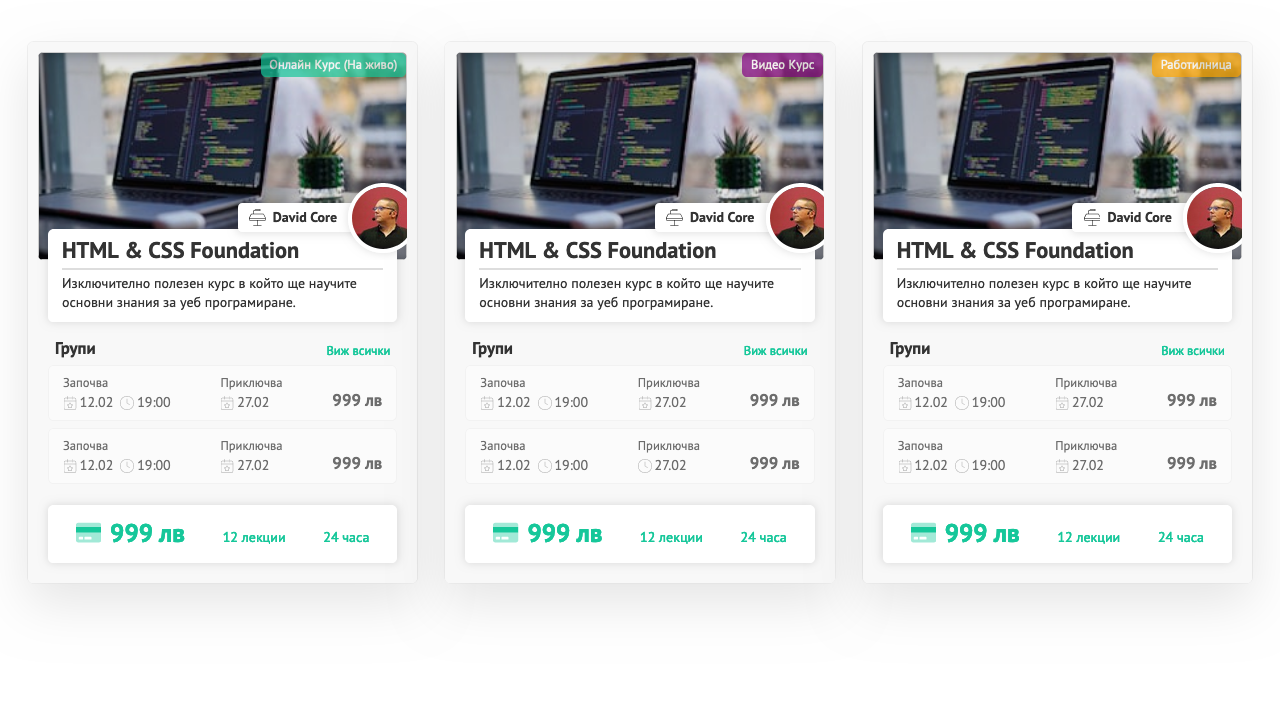 Онлайн Курс (На живо)
David Core
HTML & CSS Foundation
Изключително полезен курс в който ще научите
основни знания за уеб програмиране.
Групи
Виж всички
Започва
Приключва
12.02 19:00 27.02 999 лв
Започва
Приключва
12.02 19:00 27.02 999 лв
999 лв 12 лекции 24 часа
Видео Курс
David Core
HTML & CSS Foundation
Изключително полезен курс в който ще научите
основни знания за уеб програмиране.
Групи
Виж всички
Започва
Приключва
12.02 19:00 27.02 999 лв
Започва
Приключва
12.02 19:00 27.02 999 лв
999 лв 12 лекции 24 часа
Работилница
David Core
HTML & CSS Foundation
Изключително полезен курс в който ще научите
основни знания за уеб програмиране.
Групи
Виж всички
Започва
Приключва
12.02 19:00 27.02 999 лв
Започва
Приключва
12.02 19:00 27.02 999 лв
999 лв 12 лекции 24 часа